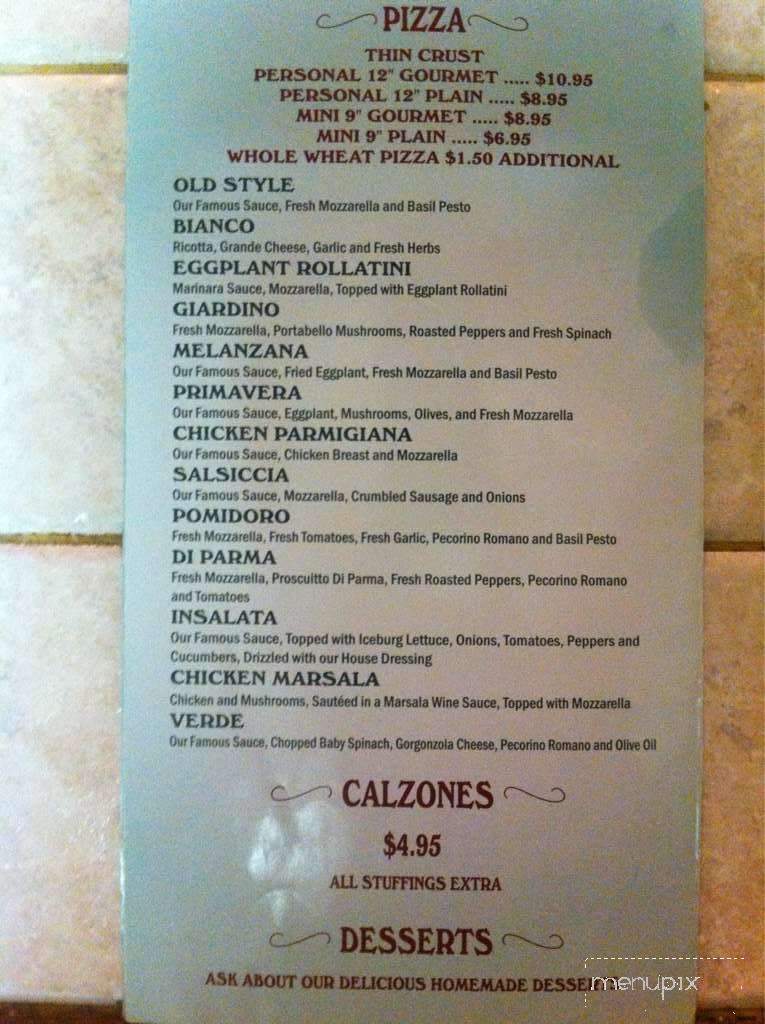 PIZZA
THIN CRUST
PERSONAL 12" GOURMET ..... $10.95
PERSONAL 12" PLAIN ..... $8.95
MINI 9" GOURMET ..... $8.95
MINI 9" PLAIN ..... $6.95
WHOLE WHEAT PIZZA $1.50 ADDITIONAL
OLD STYLE
Our Famous Sauce, Fresh Mozzarella and Basil Pesto
BIANCO
Ricotta, Grande Cheese, Garlic and Fresh Herbs
EGGPLANT ROLLATINI
Marinara Sauce, Mozzarella, Topped with Eggplant Rollatini
GIARDINO
Fresh Mozzarella, Portabello Mushrooms, Roasted Peppers and Fresh Spinach
MELANZANA
Our Famous Sauce, Fried Eggplant, Fresh Mozzarella and Basil Pesto
PRIMAVERA
Our Famous Sauce, Eggplant, Mushrooms, Olives, and Fresh Mozzarella
CHICKEN PARMIGIANA
Our Famous Sauce, Chicken Breast and Mozzarella
SALSICCIA
Our Famous Sauce, Mozzarella, Crumbled Sausage and Onions
POMIDORO
Fresh Mozzarella, Fresh Tomatoes, Fresh Garlic, Pecorino Romano and Basil Pesto
DI PARMA
Fresh Mozzarella, Proscuitto Di Parma, Fresh Roasted Peppers, Pecorino Romano
and Tomatoes
INSALATA
Our Famous Sauce, Topped with Iceburg Lettuce, Onions, Tomatoes, Peppers and
Cucumbers, Drizzled with our House Dressing
CHICKEN MARSALA
Chicken and Mushrooms, Sautéed in a Marsala Wine Sauce, Topped with Mozzarella
VERDE
Our Famous Sauce, Chopped Baby Spinach, Gorgonzola Cheese, Pecorino Romano and Olive Oil
CALZONES
$4.95
ALL STUFFINGS EXTRA
DESSERTS
ASK ABOUT OUR DELICIOUS HOMEMADE DESSERTS
menupix